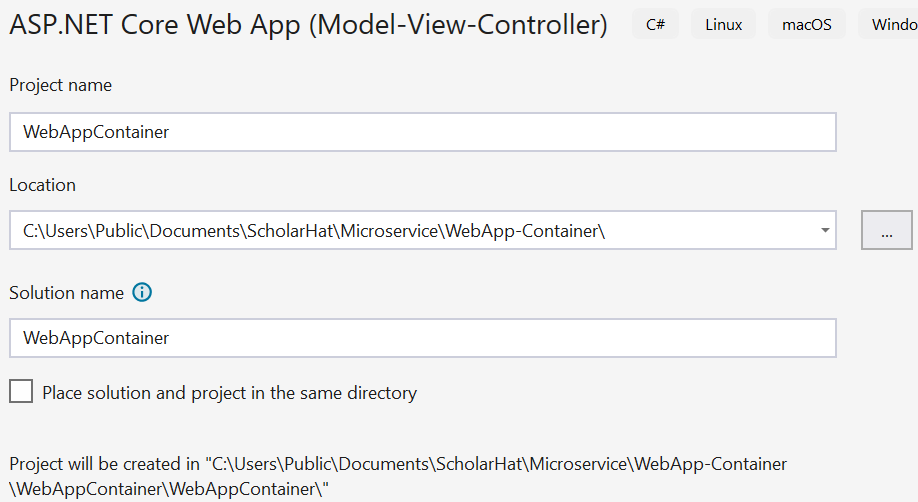 ASP.NET Core Web App (Model-View-Controller) C# Linux macOS Windo
Project name
WebAppContainer
Location
C:\Users\Public\Documents\ScholarHat\Microservice\WebApp-Container\
...
Solution name
WebAppContainer
Place solution and project in the same directory
Project will be created in "C:\Users\Public\Documents\ScholarHat\Microservice\WebApp-Container
\WebAppContainer\WebAppContainer\"